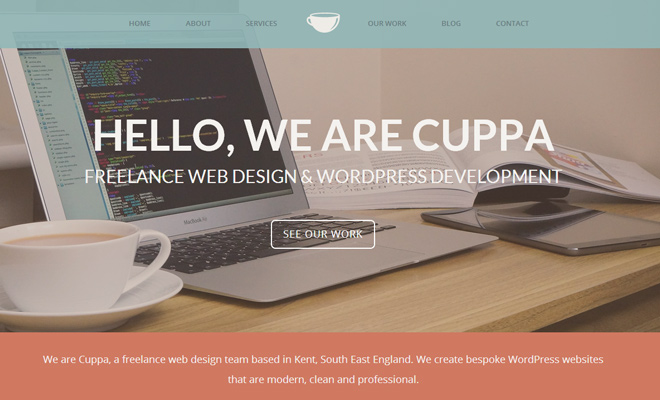 HOME ABOUT SERVICES OUR WORK BLOG CONTACT
HELLO, WE ARE CUPPA
FREELANCE WEB DESIGN & WORDPRESS DEVELOPMENT
MacBook Air
SEE OUR WORK
We are Cuppa, a freelance web design team based in Kent, South East England. We create bespoke WordPress websites
that are modern, clean and professional.